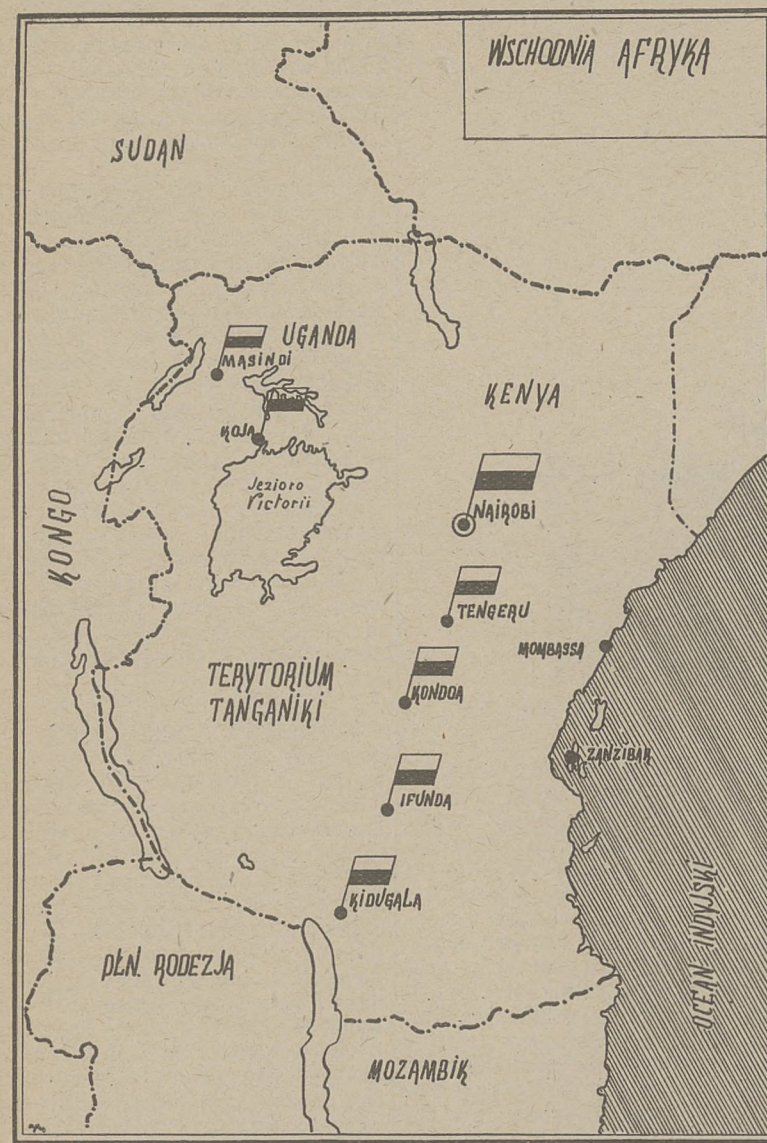 WSCHODNIA AFRYKA
SUDAN
UGANDA
MASINDI
KENYA
KOJA
Jezioro
Victorii
NAIROBI
KONGO
TENGERU
MOMBASSA
TERYTORIUM
TANGANIKI
KONDOA
ZANZIBAR
IFUNDA
KIDUGALA
OCEAN INDYJSKI
PŁN. RODEZJA
MOZAMBIK